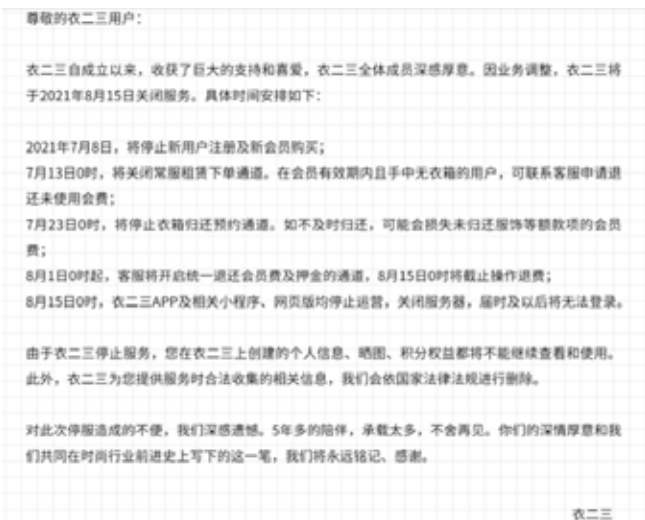 尊敬的衣二三用户：
衣二三自成立以来，收获了巨大的支持和喜爱，衣二三全体成员深感厚意。因业务调整，衣二三将
于2021年8月15日关闭服务。具体时间安排如下：
2021年7月8日，将停止新用户注册及新会员购买；
7月13日0时，将关闭常服租赁下单通道。在会员有效期内且手中无衣箱的用户，可联系客服申请退
还未使用会费；
7月23日0时，将停止衣箱归还预约通道。如不及时归还，可能会损失未归还服饰等额款项的会员
费；
8月1日0时起，客服将开启统一退还会员费及押金的通道，8月15日0时将截止操作退费；
8月15日0时，衣二三APP及相关小程序、网页版均停止运营，关闭服务器，届时及以后将无法登录。
由于衣二三停止服务，您在衣二三上创建的个人信息、晒图、积分权益都将不能继续查看和使用。
此外，衣二三为您提供服务时合法收集的相关信息，我们会依国家法律法规进行删除。
对此次停服造成的不便，我们深感遗憾。5年多的陪伴，承载太多，不舍再见。你们的深情厚意和我
们共同在时尚行业前进史上写下的这一笔，我们将永远铭记、感谢。
衣二三